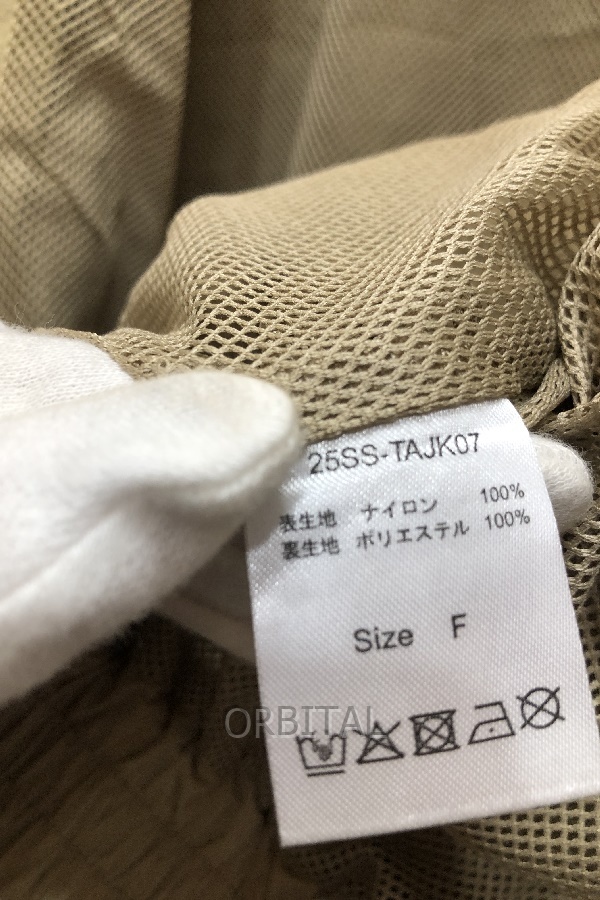 25SS-TAJK07
表生地 ナイロン 100%
裏生地 ポリエステル 100%
Size F
ORBITAL